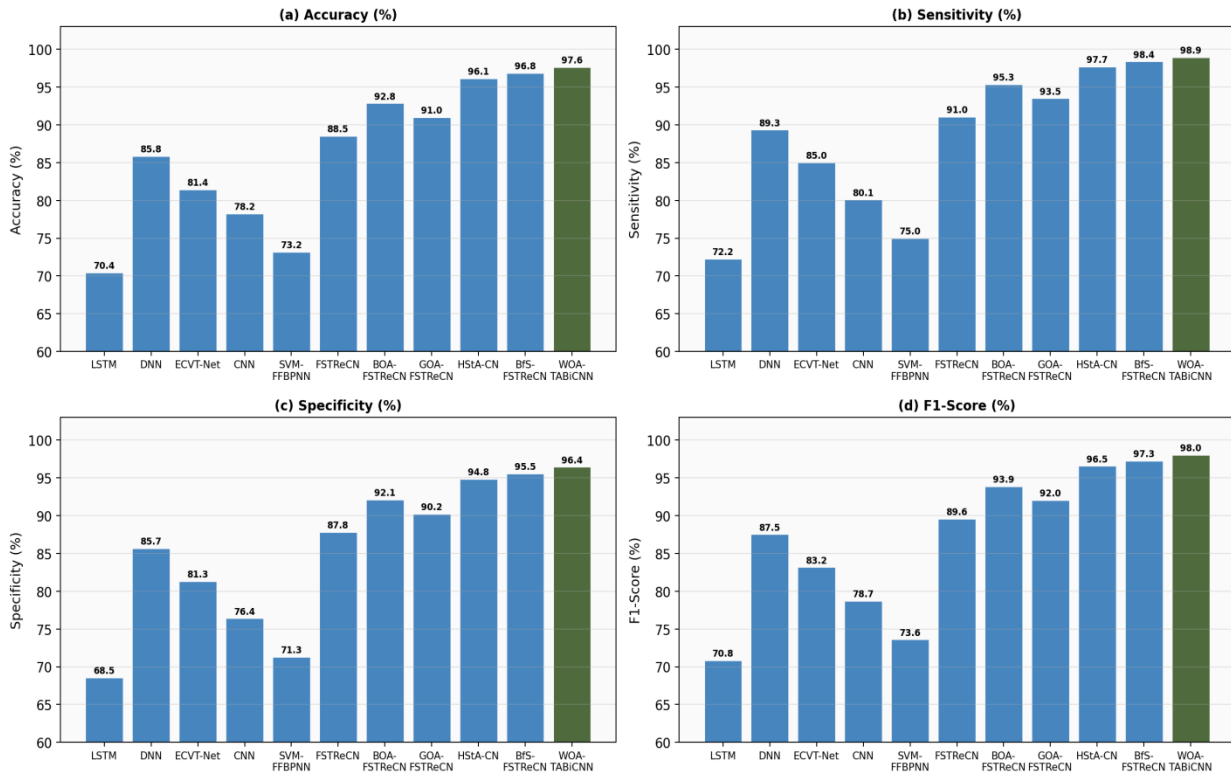 (a) Accuracy (%)
Accuracy (%)
100
95
90
85
80
75
70
65
60
70.4
85.8
81.4
78.2
73.2
88.5
92.8
91.0
96.1
96.8
97.6
LSTM
DNN
ECVT-Net
CNN
SVM-
FFBPNN
FSTReCN
BOA-
FSTReCN
GOA-
FSTReCN
HStA-CN
BfS-
FSTReCN
WOA-
TABiCNN
(b) Sensitivity (%)
Sensitivity (%)
100
95
90
85
80
75
70
65
60
72.2
89.3
85.0
80.1
75.0
91.0
95.3
93.5
97.7
98.4
98.9
LSTM
DNN
ECVT-Net
CNN
SVM-
FFBPNN
FSTReCN
BOA-
FSTReCN
GOA-
FSTReCN
HStA-CN
BfS-
FSTReCN
WOA-
TABiCNN
(c) Specificity (%)
Specificity (%)
100
95
90
85
80
75
70
65
60
68.5
85.7
81.3
76.4
71.3
87.8
92.1
90.2
94.8
95.5
96.4
LSTM
DNN
ECVT-Net
CNN
SVM-
FFBPNN
FSTReCN
BOA-
FSTReCN
GOA-
FSTReCN
HStA-CN
BfS-
FSTReCN
WOA-
TABiCNN
(d) F1-Score (%)
F1-Score (%)
100
95
90
85
80
75
70
65
60
70.8
87.5
83.2
78.7
73.6
89.6
93.9
92.0
96.5
97.3
98.0
LSTM
DNN
ECVT-Net
CNN
SVM-
FFBPNN
FSTReCN
BOA-
FSTReCN
GOA-
FSTReCN
HStA-CN
BfS-
FSTReCN
WOA-
TABiCNN